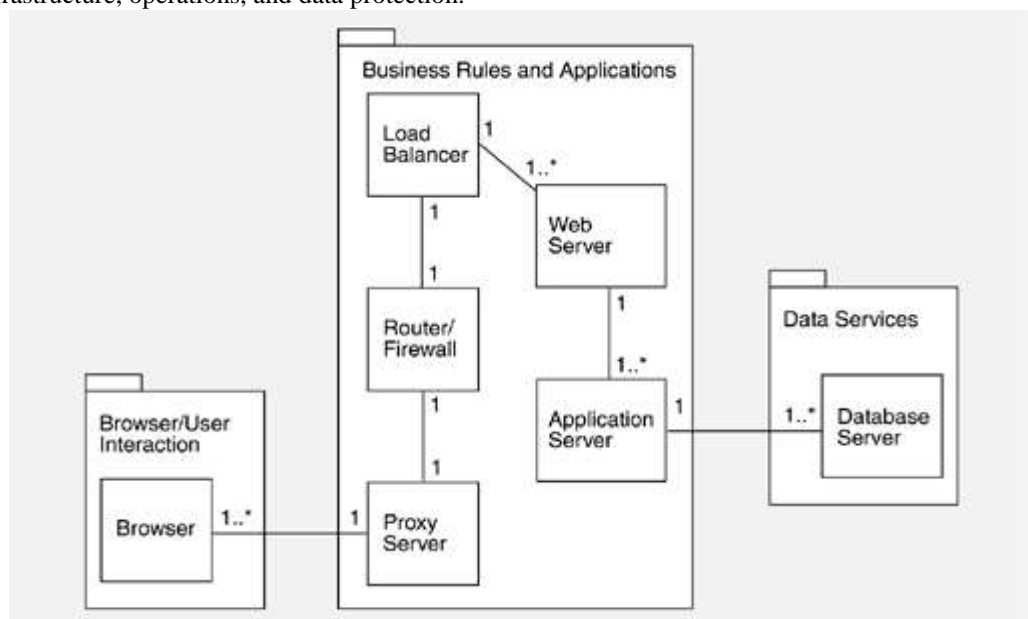 rastructure, operations, and data protection.
Business Rules and Applications
Load
Balancer
1
1..*
Web
Server
1
1
Router/
Firewall
1
1..*
Application
Server
1
1
1
Proxy
Server
Browser/User
Interaction
Browser
1..*
1
Data Services
1..*
Database
Server